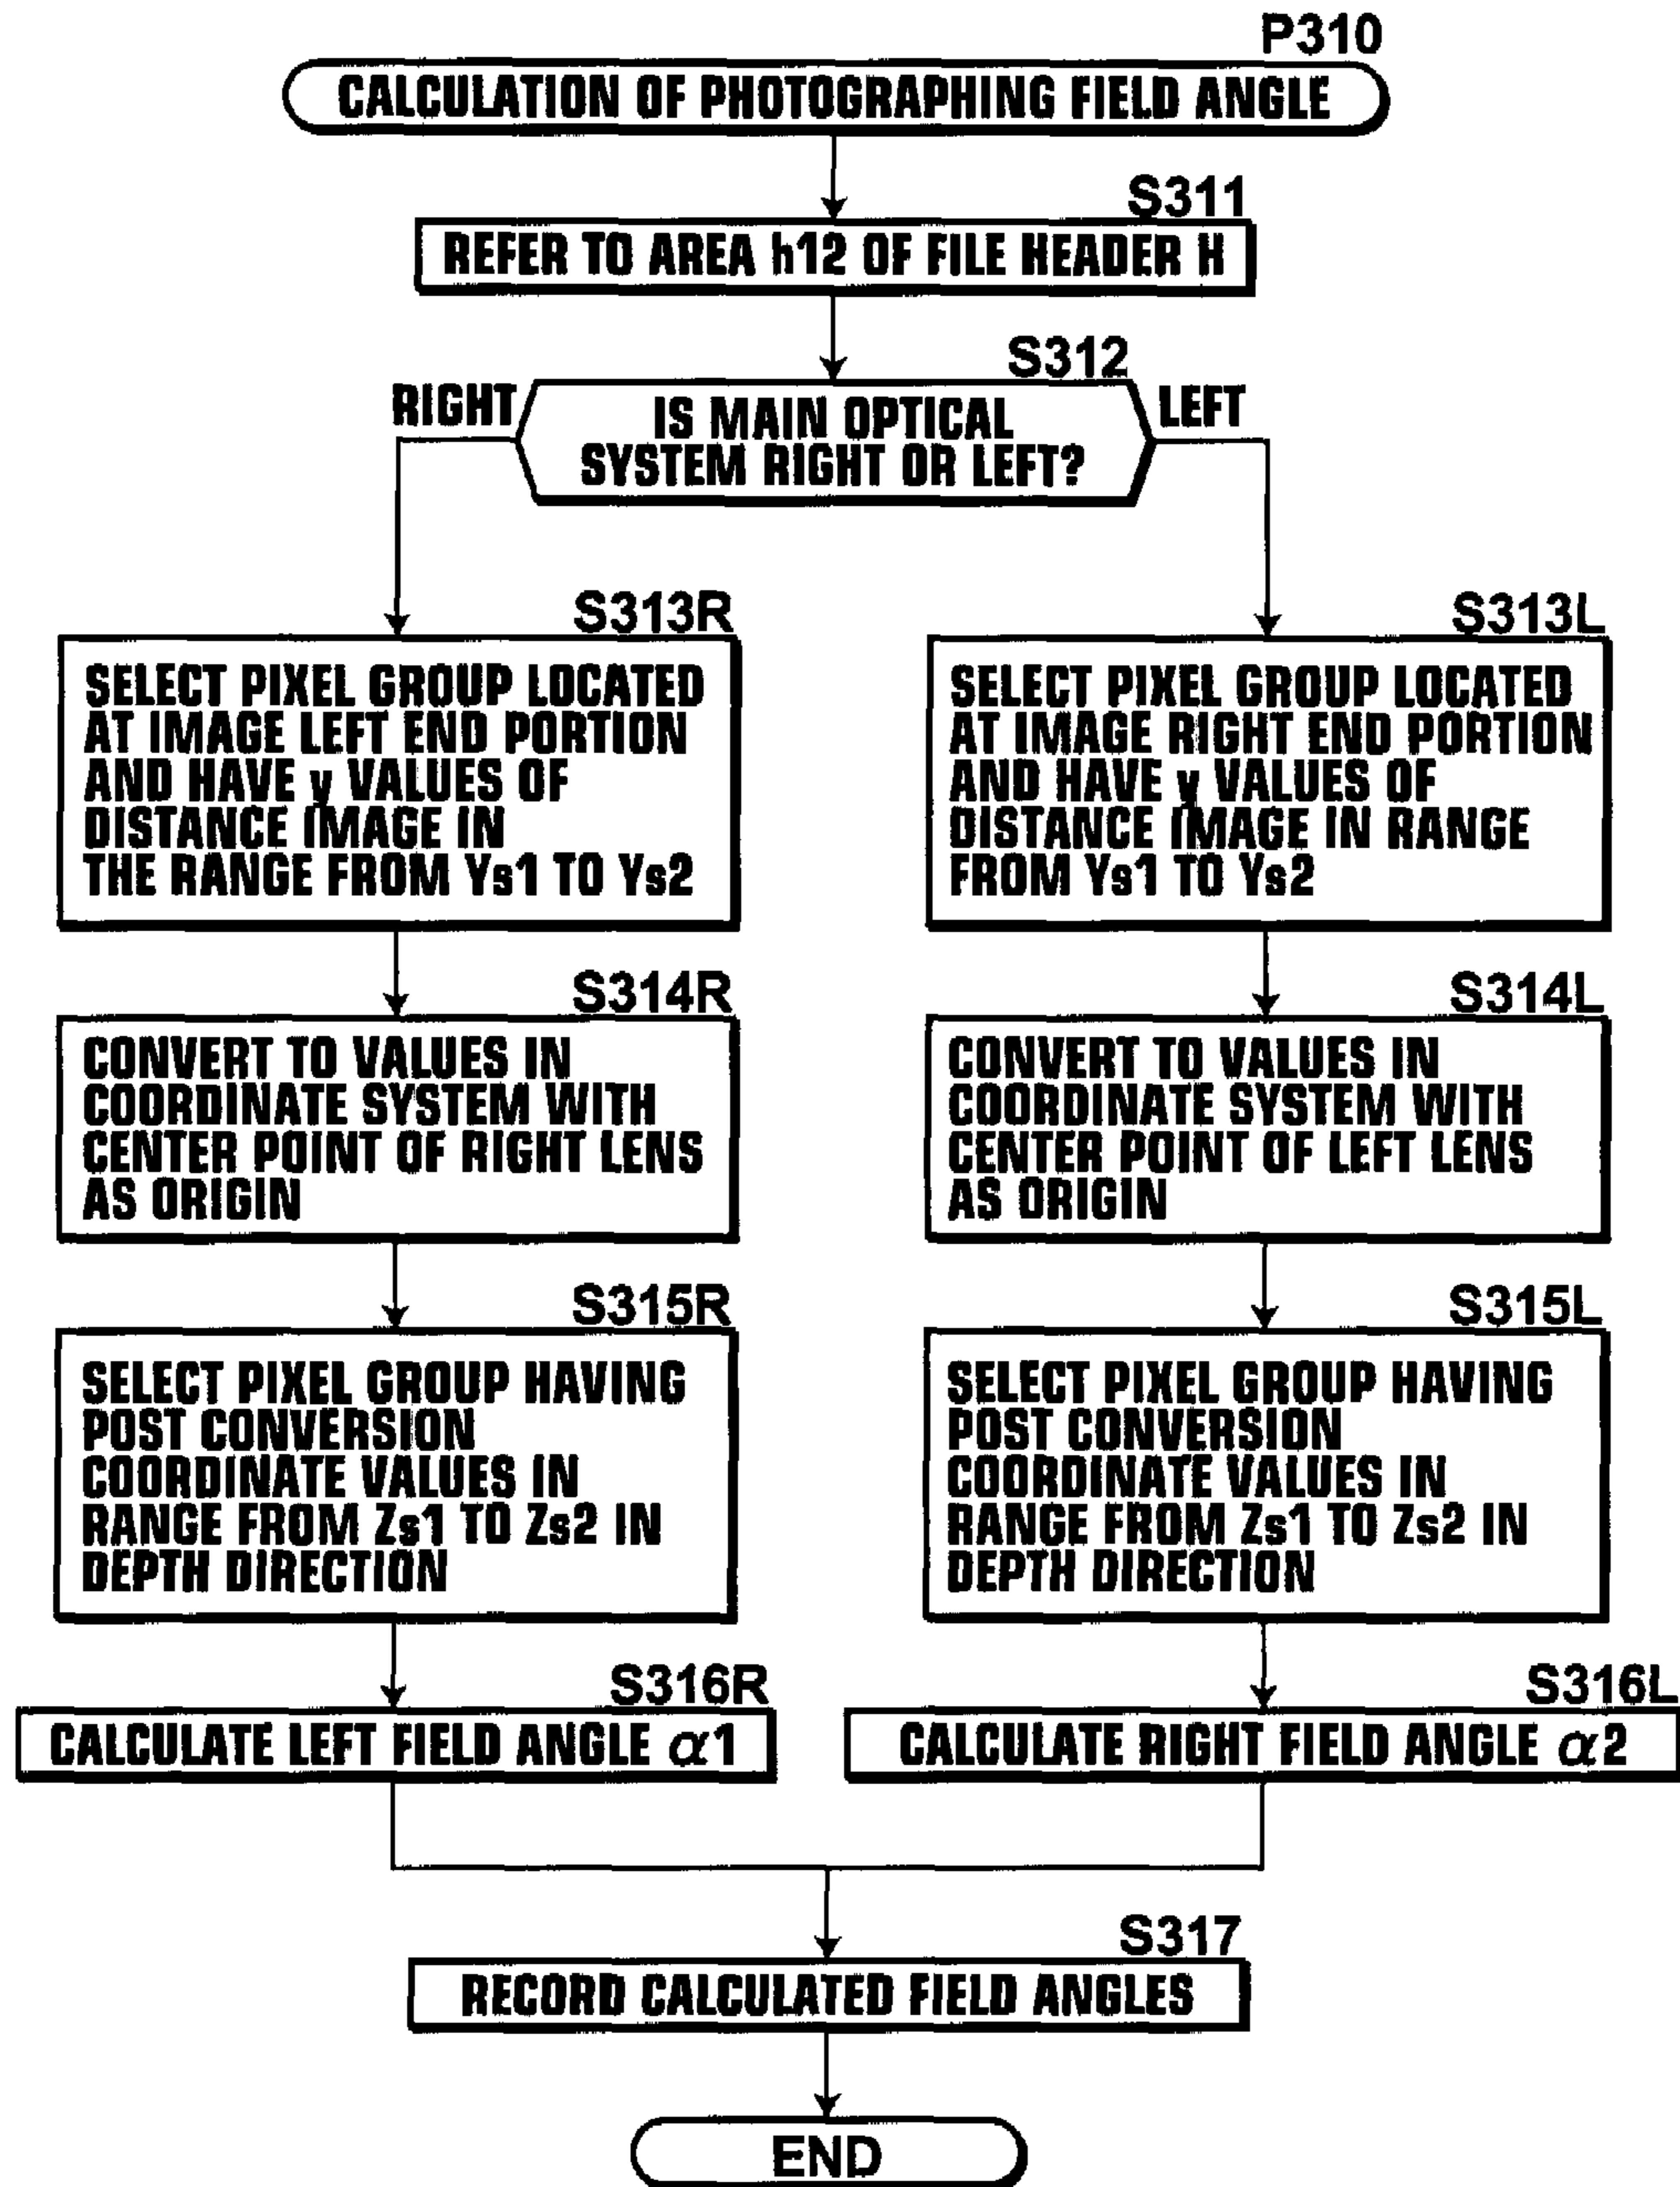 P310
CALCULATION OF PHOTOGRAPHING FIELD ANGLE
S311
REFER TO AREA h12 OF FILE HEADER H
S312
RIGHT
IS MAIN OPTICAL
SYSTEM RIGHT OR LEFT?
LEFT
S313R
SELECT PIXEL GROUP LOCATED
AT IMAGE LEFT END PORTION
AND HAVE y VALUES OF
DISTANCE IMAGE IN
THE RANGE FROM Ys1 TO Ys2
S313L
SELECT PIXEL GROUP LOCATED
AT IMAGE RIGHT END PORTION
AND HAVE y VALUES OF
DISTANCE IMAGE IN RANGE
FROM Ys1 TO Ys2
S314R
CONVERT TO VALUES IN
COORDINATE SYSTEM WITH
CENTER POINT OF RIGHT LENS
AS ORIGIN
S314L
CONVERT TO VALUES IN
COORDINATE SYSTEM WITH
CENTER POINT OF LEFT LENS
AS ORIGIN
S315R
SELECT PIXEL GROUP HAVING
POST CONVERSION
COORDINATE VALUES IN
RANGE FROM Zs1 TO Zs2 IN
DEPTH DIRECTION
S315L
SELECT PIXEL GROUP HAVING
POST CONVERSION
COORDINATE VALUES IN
RANGE FROM Zs1 TO Zs2 IN
DEPTH DIRECTION
S316R
CALCULATE LEFT FIELD ANGLE α1
S316L
CALCULATE RIGHT FIELD ANGLE α2
S317
RECORD CALCULATED FIELD ANGLES
END